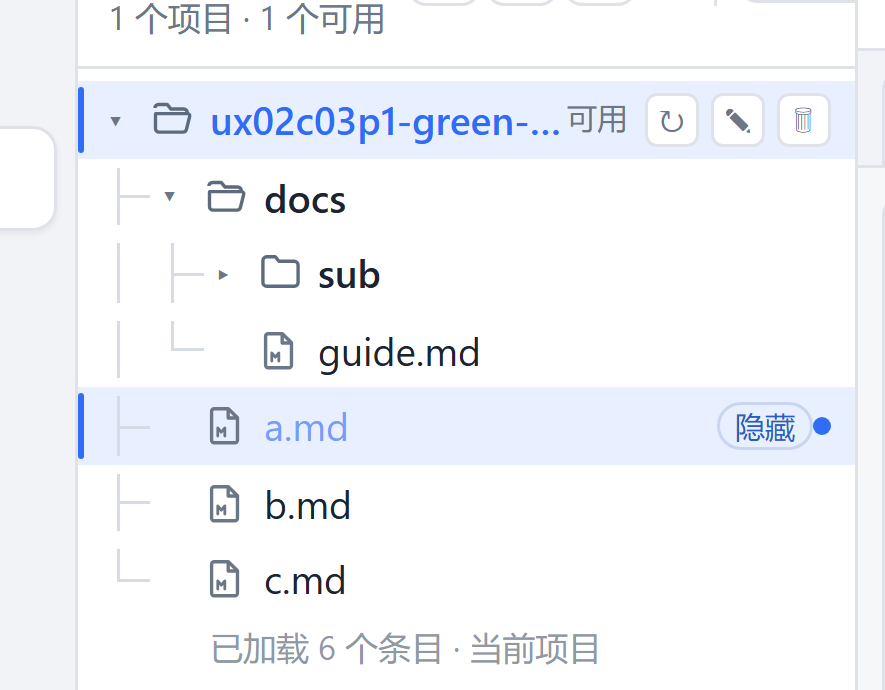 1 个项目 · 1 个可用
ux02c03p1-green-... 可用
docs
sub
guide.md
a.md 隐藏
b.md
c.md
已加载 6 个条目 · 当前项目